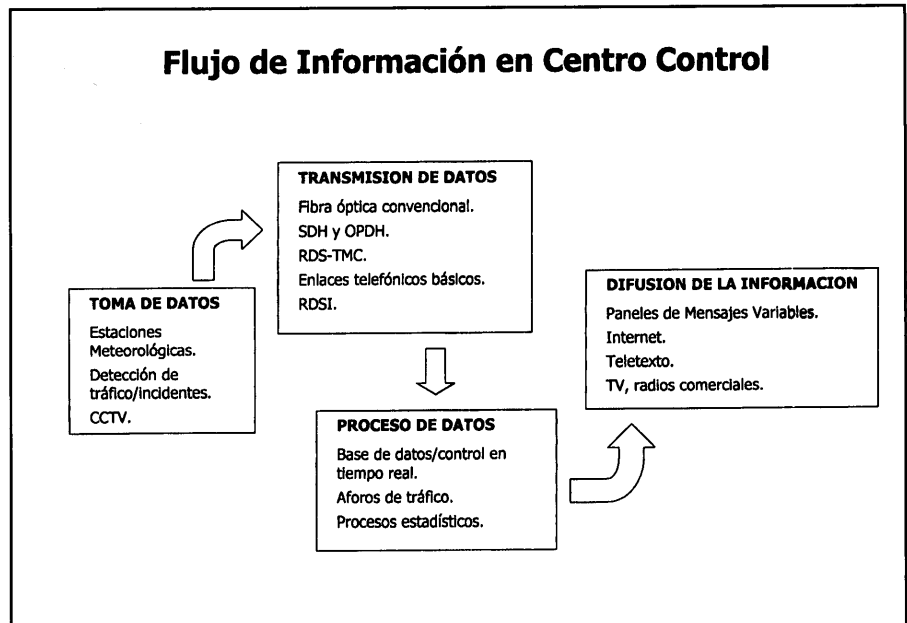 Flujo de Información en Centro Control
TOMA DE DATOS
Estaciones
Meteorológicas.
Detección de
tráfico/incidentes.
CCTV.
TRANSMISION DE DATOS
Fibra óptica convencional.
SDH y OPDH.
RDS-TMC.
Enlaces telefónicos básicos.
RDSI.
PROCESO DE DATOS
Base de datos/control en
tiempo real.
Aforos de tráfico.
Procesos estadísticos.
DIFUSION DE LA INFORMACION
Paneles de Mensajes Variables.
Internet.
Teletexto.
TV, radios comerciales.